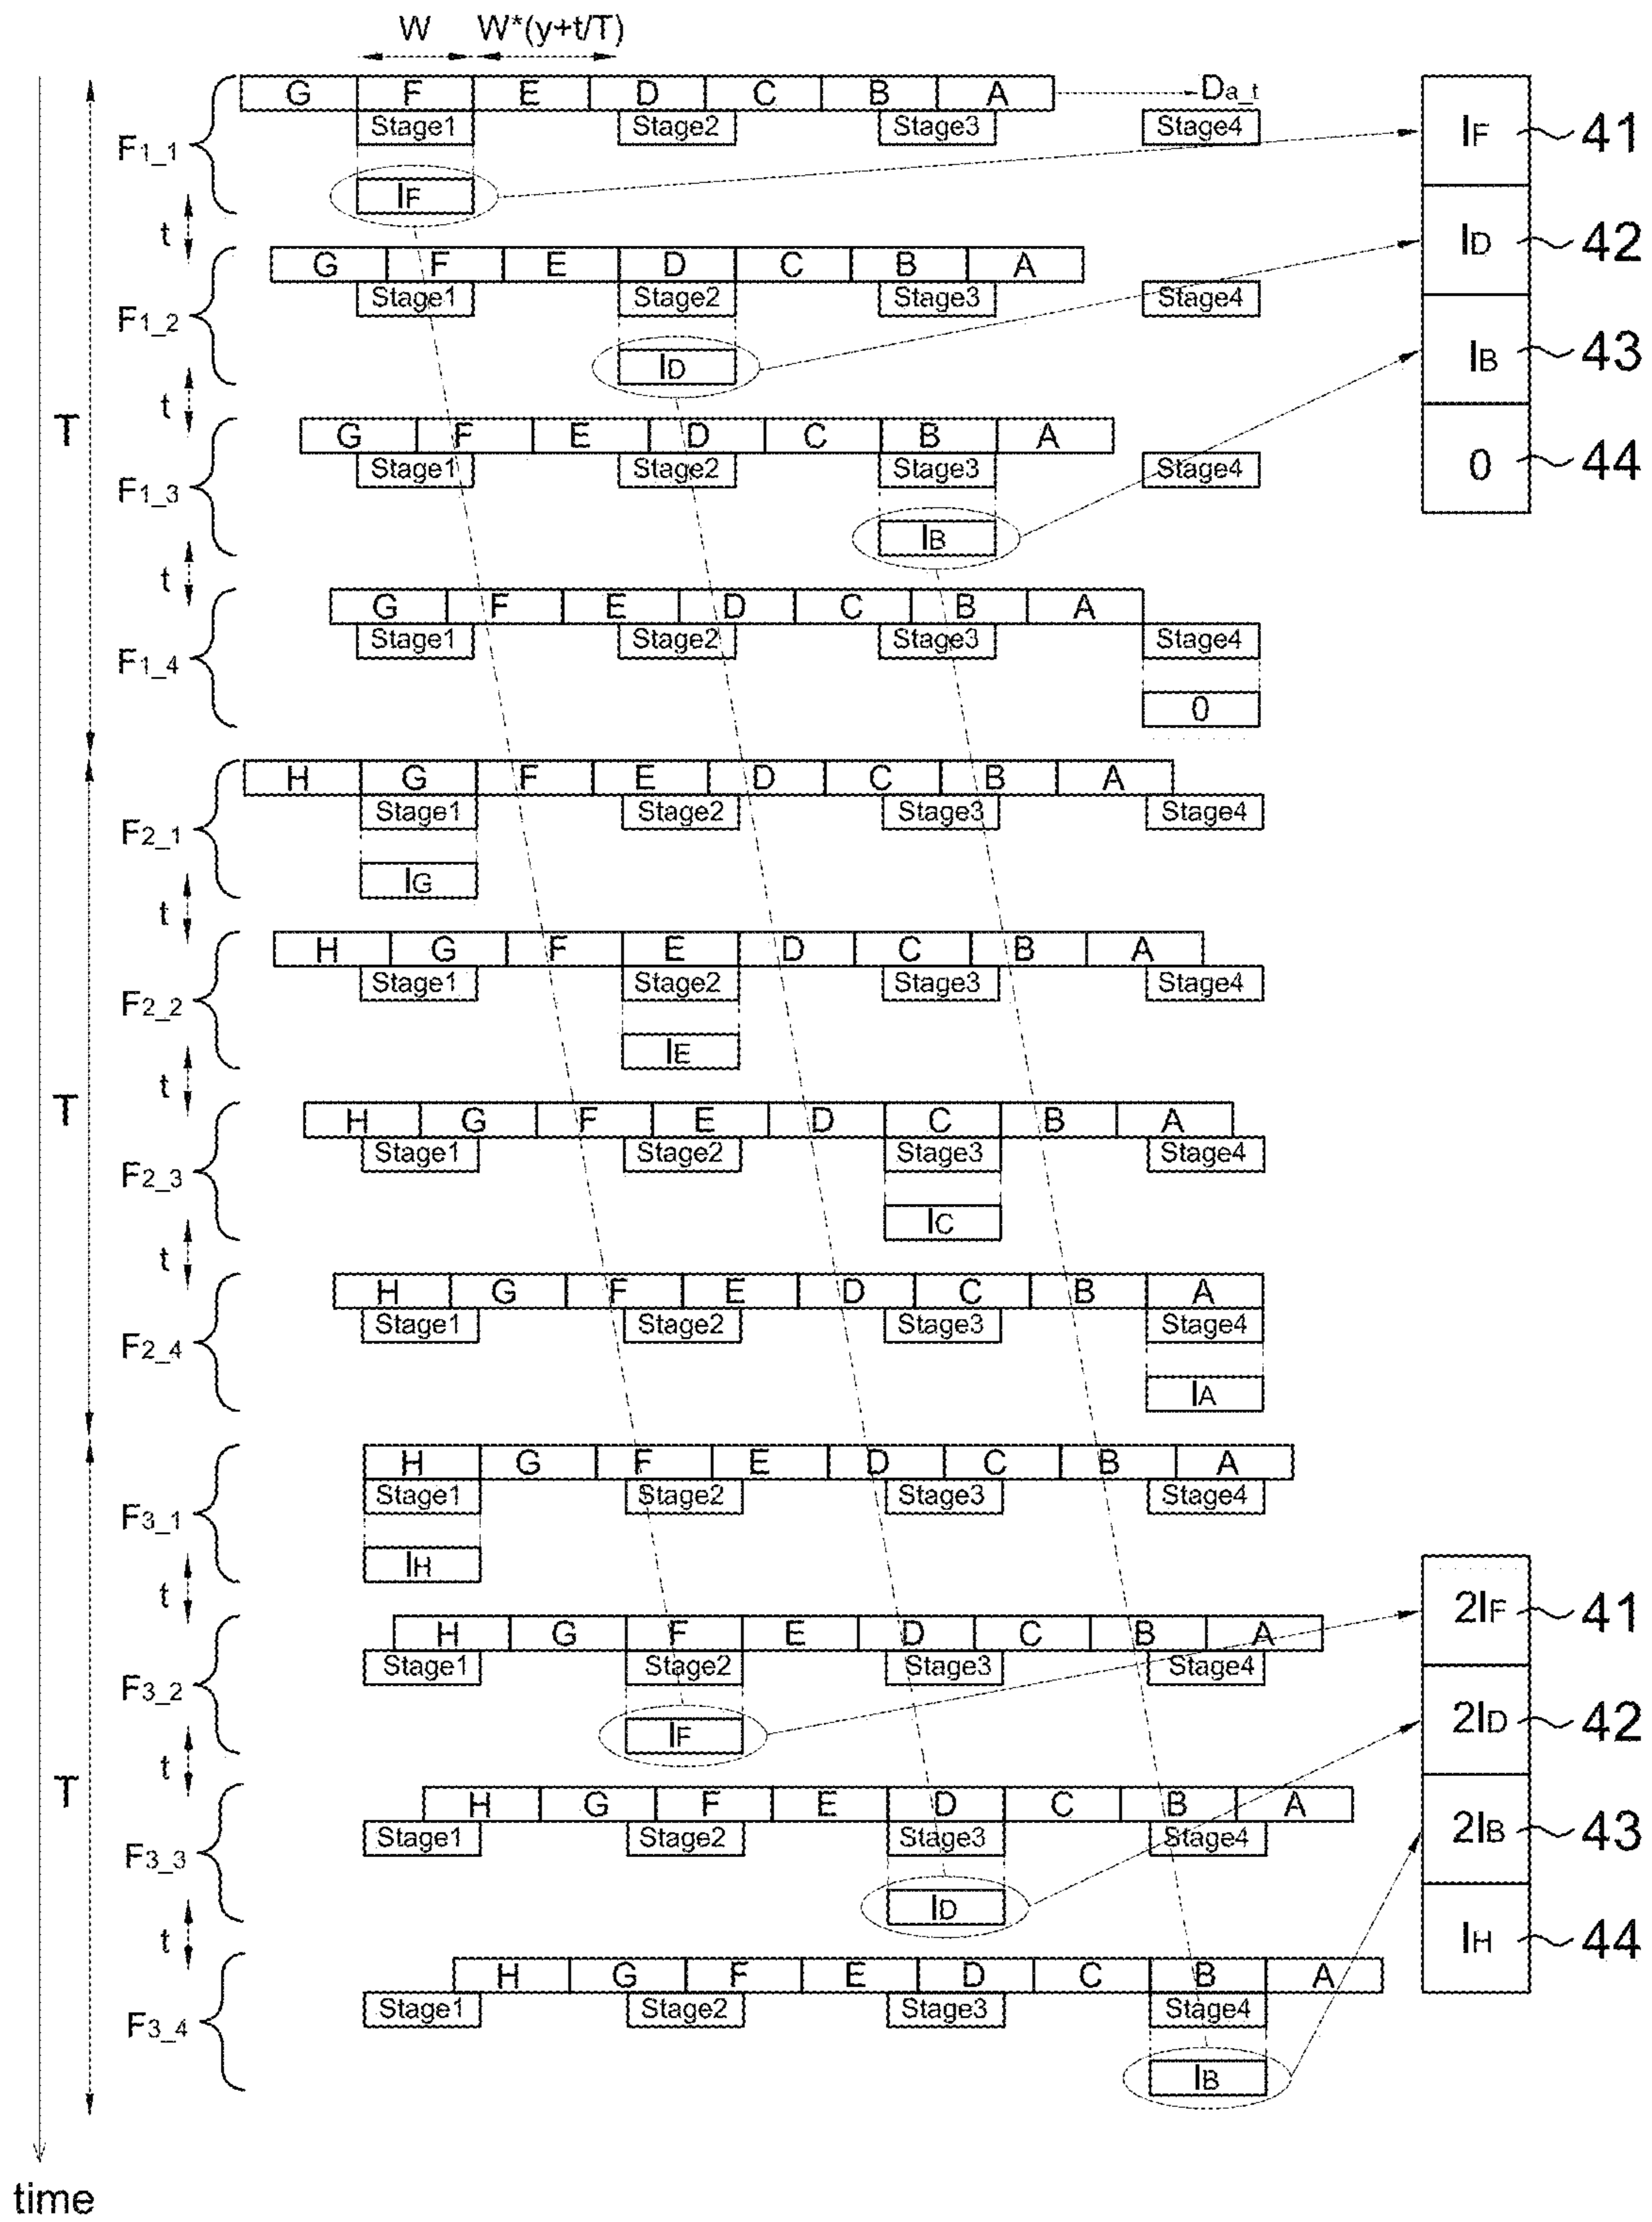 W W*(y+t/T)
G F E D C B A Da_t
F1_1 Stage1 Stage2 Stage3 Stage4
IF
t
G F E D C B A
F1_2 Stage1 Stage2 Stage3 Stage4
ID
t
G F E D C B A
F1_3 Stage1 Stage2 Stage3 Stage4
IB
t
G F E D C B A
F1_4 Stage1 Stage2 Stage3 Stage4
0
T
IF 41
ID 42
IB 43
0 44
H G F E D C B A
F2_1 Stage1 Stage2 Stage3 Stage4
IG
t
H G F E D C B A
F2_2 Stage1 Stage2 Stage3 Stage4
IE
t
H G F E D C B A
F2_3 Stage1 Stage2 Stage3 Stage4
IC
t
H G F E D C B A
F2_4 Stage1 Stage2 Stage3 Stage4
IA
T
H G F E D C B A
F3_1 Stage1 Stage2 Stage3 Stage4
IH
t
H G F E D C B A
F3_2 Stage1 Stage2 Stage3 Stage4
IF
t
H G F E D C B A
F3_3 Stage1 Stage2 Stage3 Stage4
ID
t
H G F E D C B A
F3_4 Stage1 Stage2 Stage3 Stage4
IB
T
2IF 41
2ID 42
2IB 43
IH 44
time